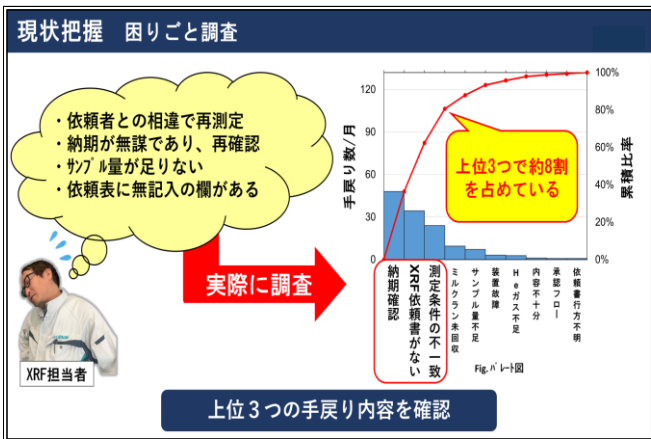 現状把握 困りごと調査
・依頼者との相違で再測定
・納期が無謀であり、再確認
・ｻﾝﾌﾟﾙ量が足りない
・依頼表に無記入の欄がある
XRF担当者
実際に調査
手戻り数/月
120
90
60
30
0
100%
80%
60%
40%
20%
0%
累積比率
上位3つで約8割
を占めている
納期確認
XRF依頼書がない
測定条件の不一致
ミルクラン未回収
サンプル量不足
装置故障
Heガス不足
内容不十分
承認フロー
依頼書行方不明
Fig.ﾊﾟﾚｰﾄ図
上位３つの手戻り内容を確認